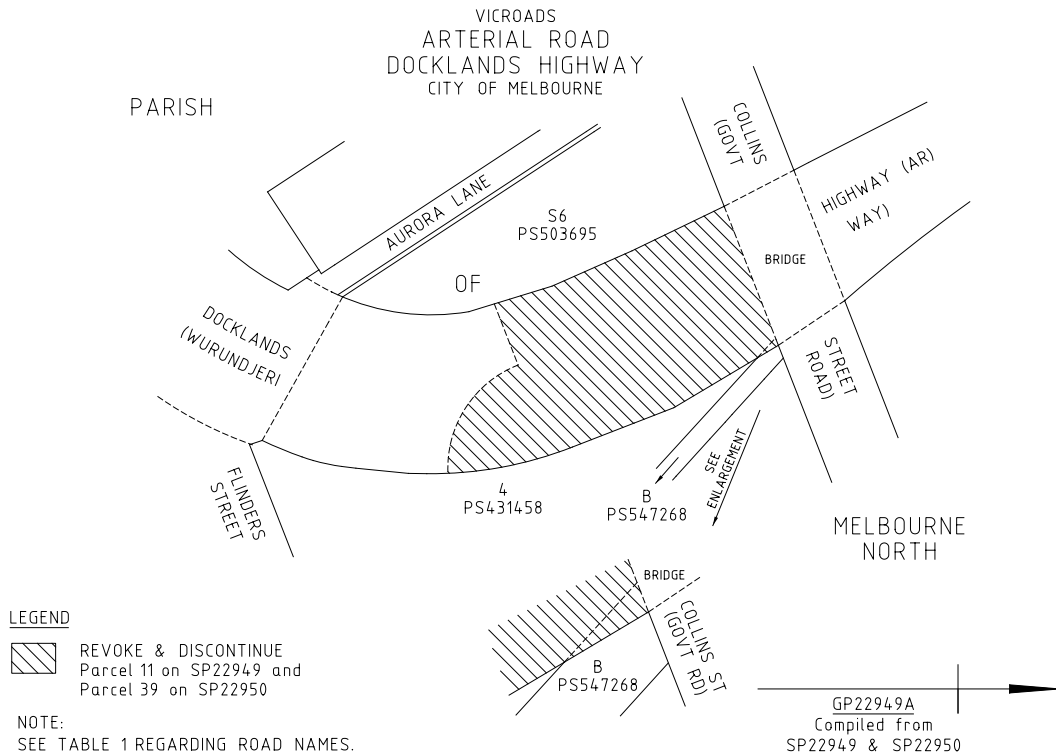 VICROADS
ARTERIAL ROAD
DOCKLANDS HIGHWAY
CITY OF MELBOURNE
PARISH
COLLINS
(GOVT
AURORA LANE
S6
PS503695
HIGHWAY (AR)
WAY)
BRIDGE
OF
DOCKLANDS
(WURUNDJERI
STREET
ROAD)
FLINDERS
STREET
4
PS431458
B
PS547268
SEE
ENLARGEMENT
MELBOURNE
NORTH
BRIDGE
COLLINS ST
(GOVT RD)
B
PS547268
LEGEND
REVOKE & DISCONTINUE
Parcel 11 on SP22949 and
Parcel 39 on SP22950
NOTE:
SEE TABLE 1 REGARDING ROAD NAMES.
GP22949A
Compiled from
SP22949 & SP22950